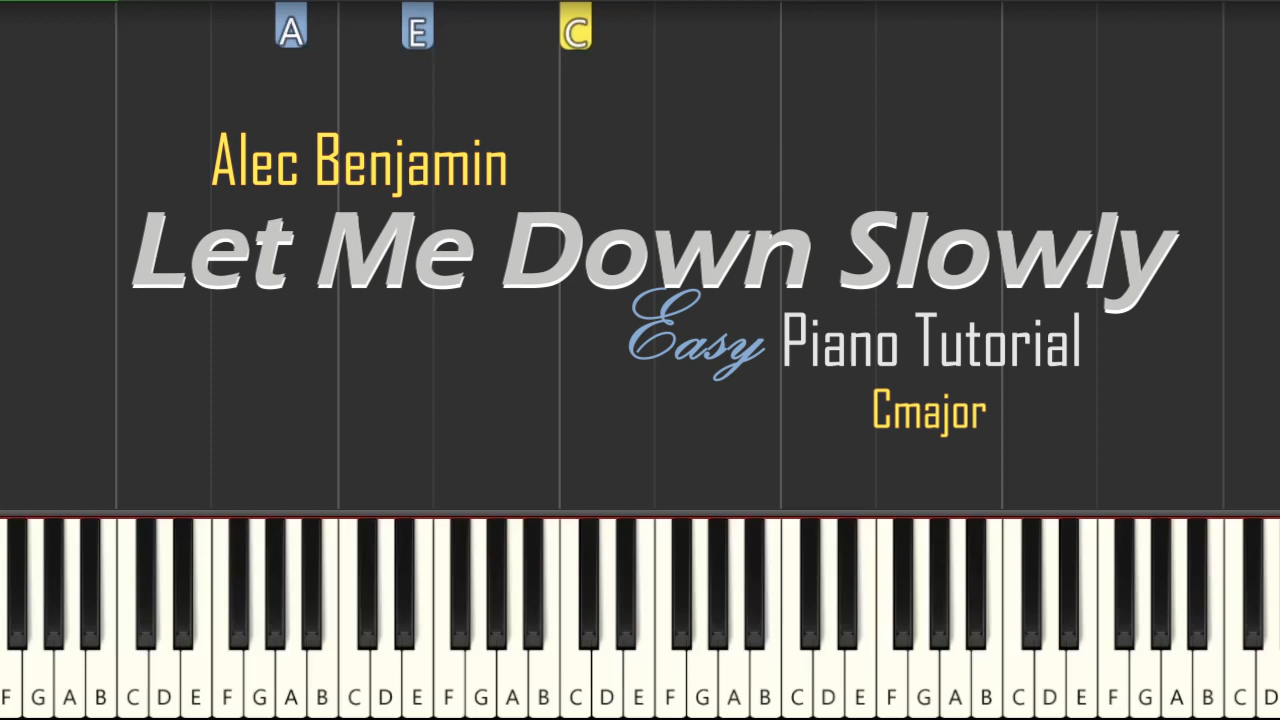 A E C
Alec Benjamin
Let Me Down Slowly
Easy Piano Tutorial
Cmajor
F G A B C D E F G A B C D E F G A B C D E F G A B C D E F G A B C D E F G A B C D